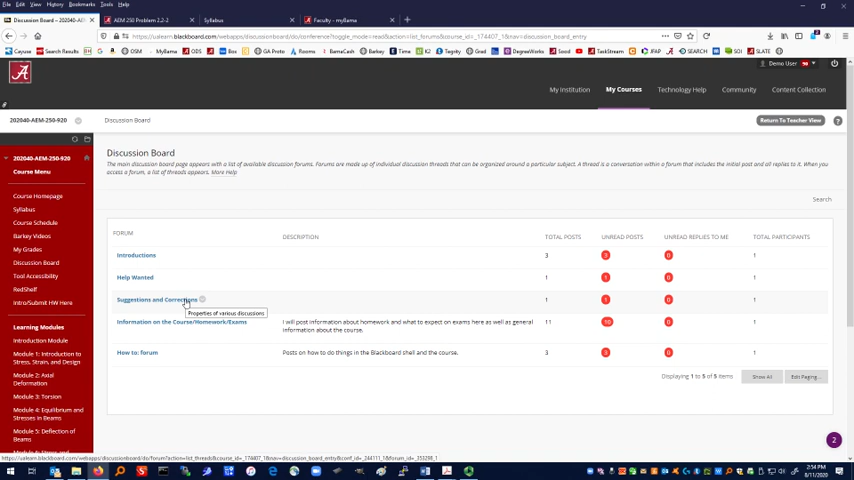 File Edit View History Bookmarks Tools Help
Discussion Board – 202040-AE
AEM 250 Problem 2.2-2
Syllabus
Faculty - myBama
https://ualearn.blackboard.com/webapps/discussionboard/do/conference?toggle_mode=read&action=list_forums&course_id=_174407_1&nav=discussion_board_entry
Cayuse Search Results OSM MyBama ODS Box GA Proto Rooms BamaCash Barkey Time K2 Tegrity Grad DegreeWorks Sood TaskStream JFAP SEARCH SOI SLATE
Demo User
My Institution My Courses Technology Help Community Content Collection
202040-AEM-250-920
Discussion Board
Return To Teacher View
202040-AEM-250-920
Course Menu
Course Homepage
Syllabus
Course Schedule
Barkey Videos
My Grades
Discussion Board
Tool Accessibility
RedShelf
Intro/Submit HW Here
Learning Modules
Introduction Module
Module 1: Introduction to
Stress, Strain, and Design
Module 2: Axial
Deformation
Module 3: Torsion
Module 4: Equilibrium and
Stresses in Beams
Module 5: Deflection of
Beams
Discussion Board
The main discussion board page appears with a list of available discussion forums. Forums are made of individual discussion threads that can be organized around a particular subject. A thread is a conversation within a forum that includes the initial post and all replies to it. When you
access a forum, a list of threads appears. More Help
Search
FORUM DESCRIPTION TOTAL POSTS UNREAD POSTS UNREAD REPLIES TO ME TOTAL PARTICIPANTS
Introductions 3 3 0 1
Help Wanted 1 1 0 1
Suggestions and Corrections 1 1 0 1
Properties of various discussions
Information on the Course/Homework/Exams I will post information about homework and what to expect on exams here as well as general 11 10 0 1
information about the course.
How to: forum Posts on how to do things in the Blackboard shell and the course. 3 3 0 1
Displaying 1 to 5 of 5 items Show All Edit Paging...
2
https://ualearn.blackboard.com/webapps/discussionboard/do/forum?action=list_threads&course_id=_174407_1&nav=discussion_board_entry&conf_id=_244111_1&forum_id=_353298_1
2:54 PM
6/11/2020